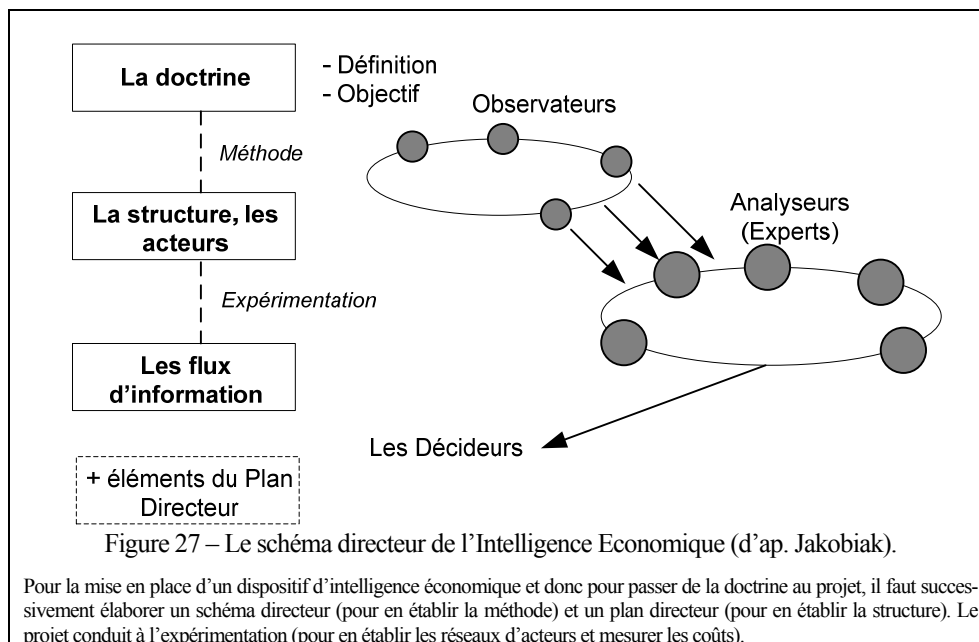 La doctrine
- Définition
- Objectif
Méthode
La structure, les
acteurs
Expérimentation
Les flux
d'information
+ éléments du Plan
Directeur
Observateurs
Analyseurs
(Experts)
Les Décideurs
Figure 27 – Le schéma directeur de l'Intelligence Economique (d'ap. Jakobiak).
Pour la mise en place d'un dispositif d'intelligence économique et donc pour passer de la doctrine au projet, il faut succes-
sivement élaborer un schéma directeur (pour en établir la méthode) et un plan directeur (pour en établir la structure). Le
projet conduit à l'expérimentation (pour en établir les réseaux d'acteurs et mesurer les coûts).